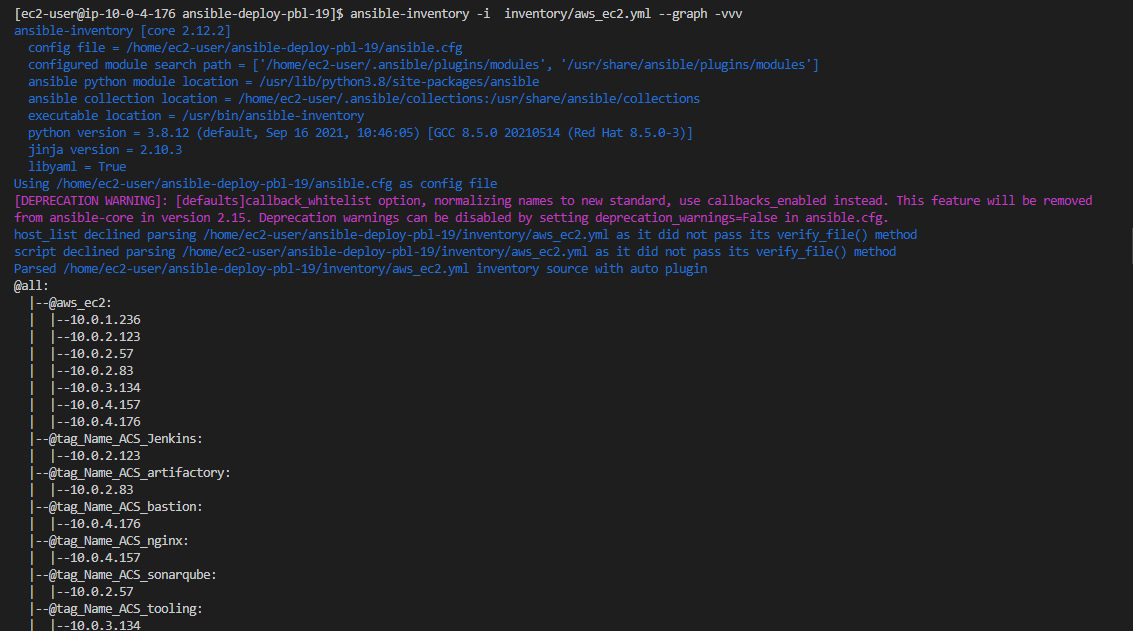 [ec2-user@ip-10-0-4-176 ansible-deploy-pbl-19]$ ansible-inventory -i  inventory/aws_ec2.yml --graph -vvv
ansible-inventory [core 2.12.2]
  config file = /home/ec2-user/ansible-deploy-pbl-19/ansible.cfg
  configured module search path = ['/home/ec2-user/.ansible/plugins/modules', '/usr/share/ansible/plugins/modules']
  ansible python module location = /usr/lib/python3.8/site-packages/ansible
  ansible collection location = /home/ec2-user/.ansible/collections:/usr/share/ansible/collections
  executable location = /usr/bin/ansible-inventory
  python version = 3.8.12 (default, Sep 16 2021, 10:46:05) [GCC 8.5.0 20210514 (Red Hat 8.5.0-3)]
  jinja version = 2.10.3
  libyaml = True
Using /home/ec2-user/ansible-deploy-pbl-19/ansible.cfg as config file
[DEPRECATION WARNING]: [defaults]callback_whitelist option, normalizing names to new standard, use callbacks_enabled instead. This feature will be removed
from ansible-core in version 2.15. Deprecation warnings can be disabled by setting deprecation_warnings=False in ansible.cfg.
host_list declined parsing /home/ec2-user/ansible-deploy-pbl-19/inventory/aws_ec2.yml as it did not pass its verify_file() method
script declined parsing /home/ec2-user/ansible-deploy-pbl-19/inventory/aws_ec2.yml as it did not pass its verify_file() method
Parsed /home/ec2-user/ansible-deploy-pbl-19/inventory/aws_ec2.yml inventory source with auto plugin
@all:
  |--@aws_ec2:
  |  |--10.0.1.236
  |  |--10.0.2.123
  |  |--10.0.2.57
  |  |--10.0.2.83
  |  |--10.0.3.134
  |  |--10.0.4.157
  |  |--10.0.4.176
  |--@tag_Name_ACS_Jenkins:
  |  |--10.0.2.123
  |--@tag_Name_ACS_artifactory:
  |  |--10.0.2.83
  |--@tag_Name_ACS_bastion:
  |  |--10.0.4.176
  |--@tag_Name_ACS_nginx:
  |  |--10.0.4.157
  |--@tag_Name_ACS_sonarqube:
  |  |--10.0.2.57
  |--@tag_Name_ACS_tooling:
  |  |--10.0.3.134